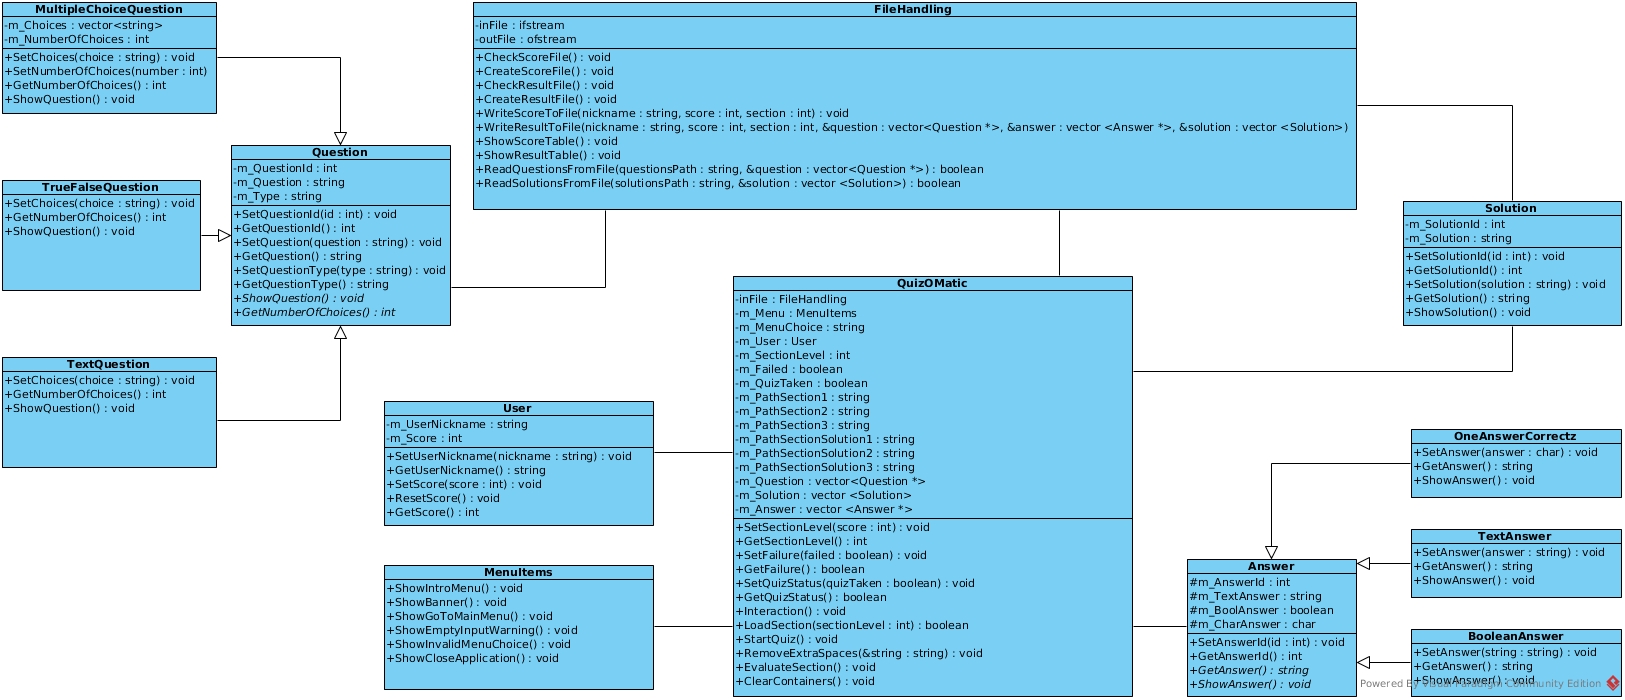 MultipleChoiceQuestion
-m_Choices : vector<string>
-m_NumberOfChoices : int
+SetChoices(choice : string) : void
+SetNumberOfChoices(number : int)
+GetNumberOfChoices() : int
+ShowQuestion() : void
FileHandling
-inFile : ifstream
-outFile : ofstream
+CheckScoreFile() : void
+CreateScoreFile() : void
+CheckResultFile() : void
+CreateResultFile() : void
+WriteScoreToFile(nickname : string, score : int, section : int) : void
+WriteResultToFile(nickname : string, score : int, section : int, &question : vector<Question *>, &answer : vector <Answer *>, &solution : vector <Solution>)
+ShowScoreTable() : void
+ShowResultTable() : void
+ReadQuestionsFromFile(questionsPath : string, &question : vector<Question *>) : boolean
+ReadSolutionsFromFile(solutionsPath : string, &solution : vector <Solution>) : boolean
Question
-m_QuestionId : int
-m_Question : string
-m_Type : string
+SetQuestionId(id : int) : void
+GetQuestionId() : int
+SetQuestion(question : string) : void
+GetQuestion() : string
+SetQuestionType(type : string) : void
+GetQuestionType() : string
+ShowQuestion() : void
+GetNumberOfChoices() : int
TrueFalseQuestion
+SetChoices(choice : string) : void
+GetNumberOfChoices() : int
+ShowQuestion() : void
Solution
-m_SolutionId : int
-m_Solution : string
+SetSolutionId(id : int) : void
+GetSolutionId() : int
+SetSolution(solution : string) : void
+GetSolution() : string
+ShowSolution() : void
QuizOMatic
-inFile : FileHandling
-m_Menu : MenuItems
-m_MenuChoice : string
-m_User : User
-m_SectionLevel : int
-m_Failed : boolean
-m_QuizTaken : boolean
-m_PathSection1 : string
-m_PathSection2 : string
-m_PathSection3 : string
-m_PathSectionSolution1 : string
-m_PathSectionSolution2 : string
-m_PathSectionSolution3 : string
-m_Question : vector<Question *>
-m_Solution : vector <Solution>
-m_Answer : vector <Answer *>
+SetSectionLevel(score : int) : void
+GetSectionLevel() : int
+SetFailure(failed : boolean) : void
+GetFailure() : boolean
+SetQuizStatus(quizTaken : boolean) : void
+GetQuizStatus() : boolean
+Interaction() : void
+LoadSection(sectionLevel : int) : boolean
+StartQuiz() : void
+RemoveExtraSpaces(&string : string) : void
+EvaluateSection() : void
+ClearContainers() : void
TextQuestion
+SetChoices(choice : string) : void
+GetNumberOfChoices() : int
+ShowQuestion() : void
User
-m_UserNickname : string
-m_Score : int
+SetUserNickname(nickname : string) : void
+GetUserNickname() : string
+SetScore(score : int) : void
+ResetScore() : void
+GetScore() : int
MenuItems
+ShowIntroMenu() : void
+ShowBanner() : void
+ShowGoToMainMenu() : void
+ShowEmptyInputWarning() : void
+ShowInvalidMenuChoice() : void
+ShowCloseApplication() : void
OneAnswerCorrectz
+SetAnswer(answer : char) : void
+GetAnswer() : string
+ShowAnswer() : void
TextAnswer
+SetAnswer(answer : string) : void
+GetAnswer() : string
+ShowAnswer() : void
Answer
#m_AnswerId : int
#m_TextAnswer : string
#m_BoolAnswer : boolean
#m_CharAnswer : char
+SetAnswerId(id : int) : void
+GetAnswerId() : int
+GetAnswer() : string
+ShowAnswer() : void
BooleanAnswer
+SetAnswer(string : string) : void
+GetAnswer() : string
+ShowAnswer() : void
Powered By Visual Paradigm Community Edition